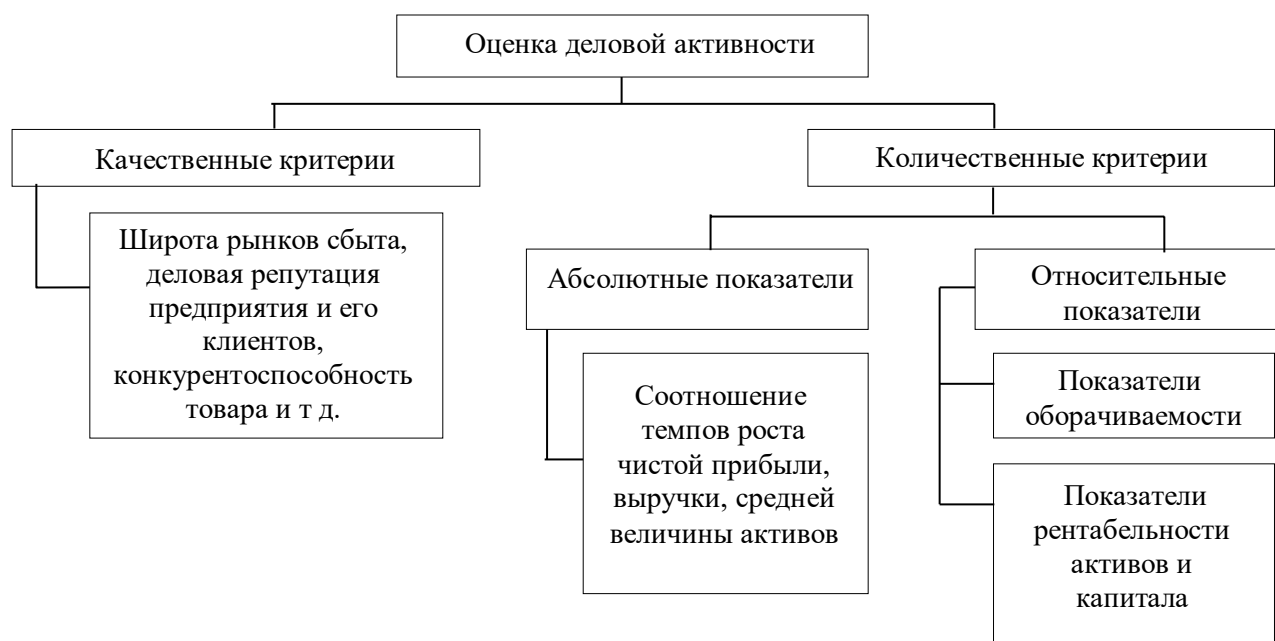 Оценка деловой активности
Качественные критерии
Количественные критерии
Широта рынков сбыта,
деловая репутация
предприятия и его
клиентов,
конкурентоспособность
товара и т д.
Абсолютные показатели
Относительные
показатели
Соотношение
темпов роста
чистой прибыли,
выручки, средней
величины активов
Показатели
оборачиваемости
Показатели
рентабельности
активов и
капитала